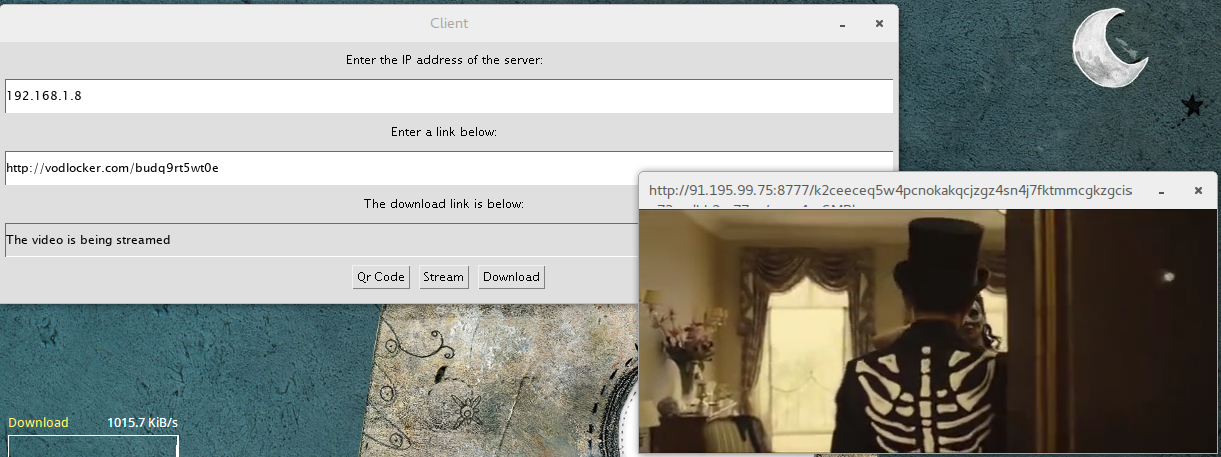 Client
Enter the IP address of the server:
192.168.1.8
Enter a link below:
http://vodlocker.com/budq9rt5wt0e
The download link is below:
The video is being streamed
Qr Code Stream Download
http://91.195.99.75:8777/k2ceeceq5w4pcnokakqcjzgz4sn4j7fktmmcgkzgcis
Download 1015.7 KiB/s